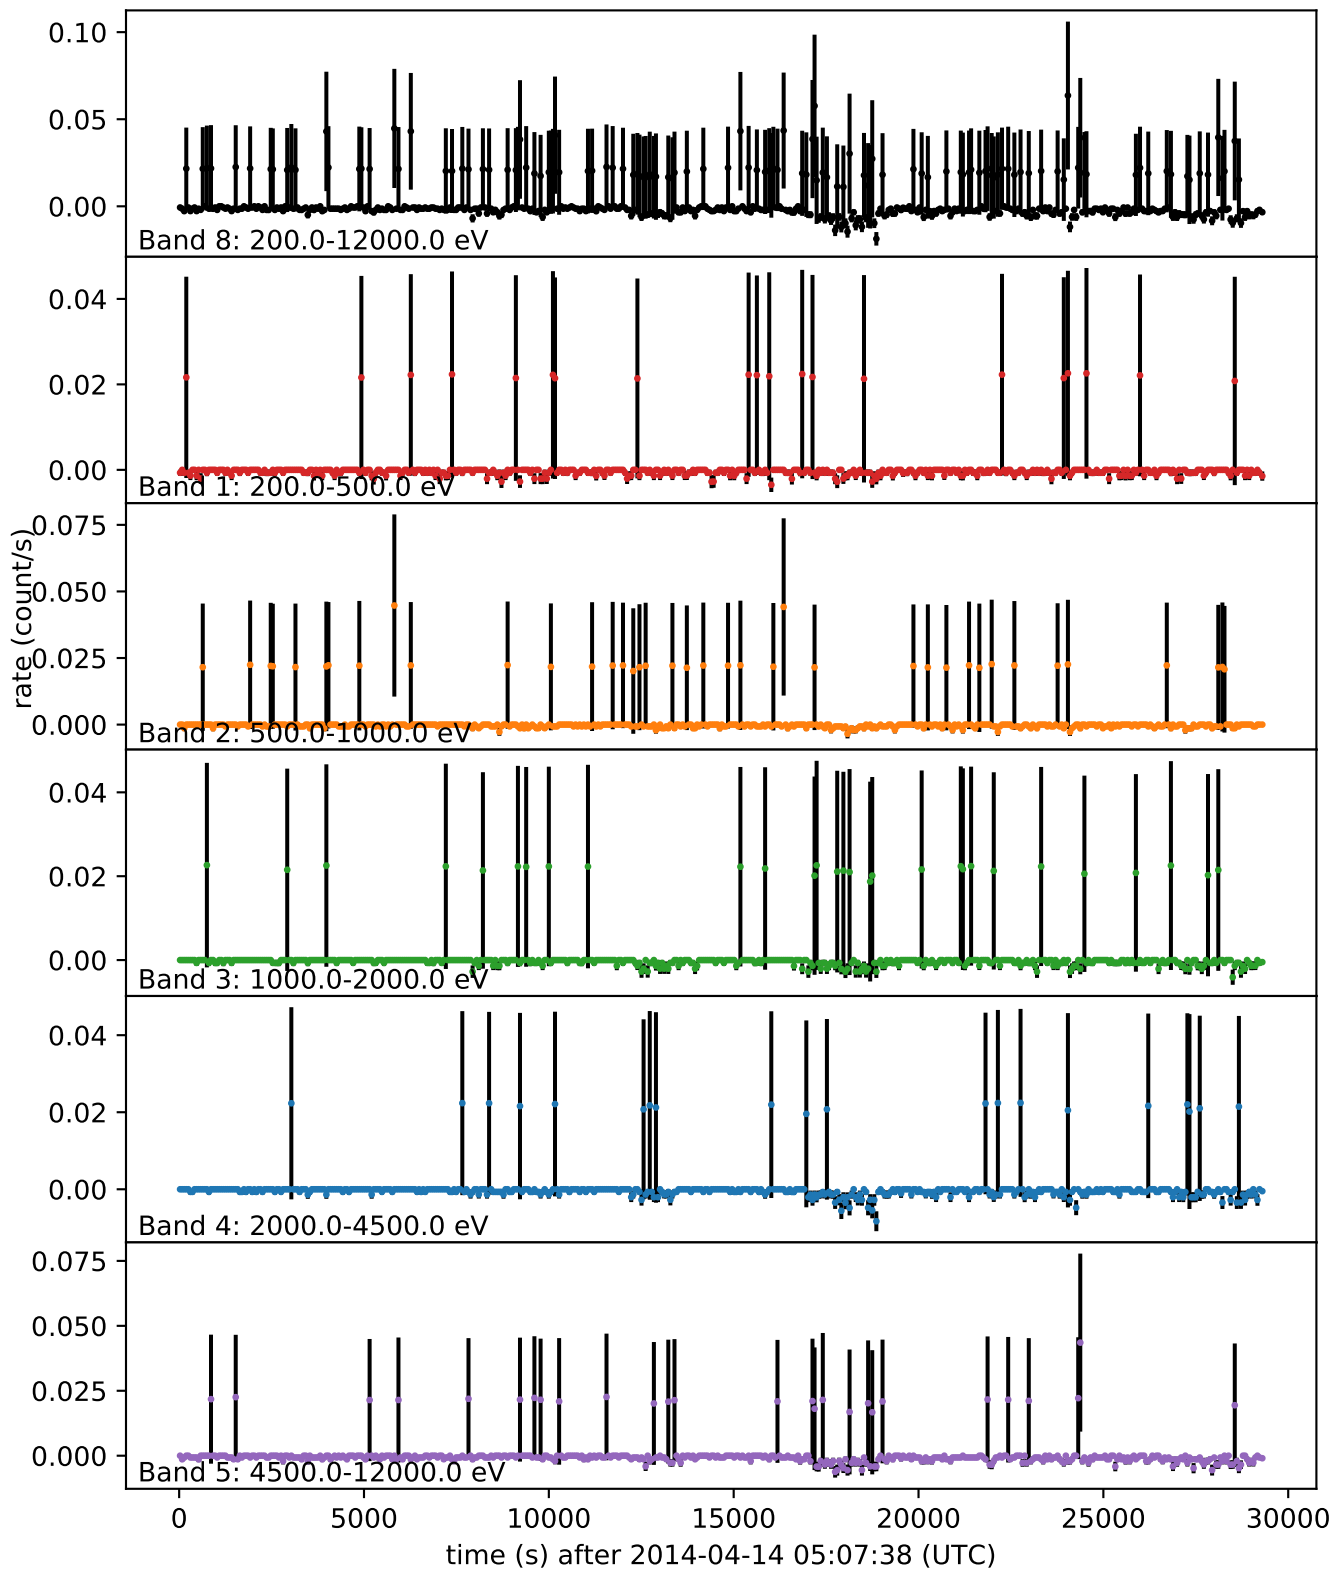 0.10
0.05
0.00
Band 8: 200.0-12000.0 eV
0.04
0.02
0.00
Band 1: 200.0-500.0 eV
rate (count/s)
0.075
0.050
0.025
0.000
Band 2: 500.0-1000.0 eV
0.04
0.02
0.00
Band 3: 1000.0-2000.0 eV
0.04
0.02
0.00
Band 4: 2000.0-4500.0 eV
0.075
0.050
0.025
0.000
Band 5: 4500.0-12000.0 eV
0 5000 10000 15000 20000 25000 30000
time (s) after 2014-04-14 05:07:38 (UTC)